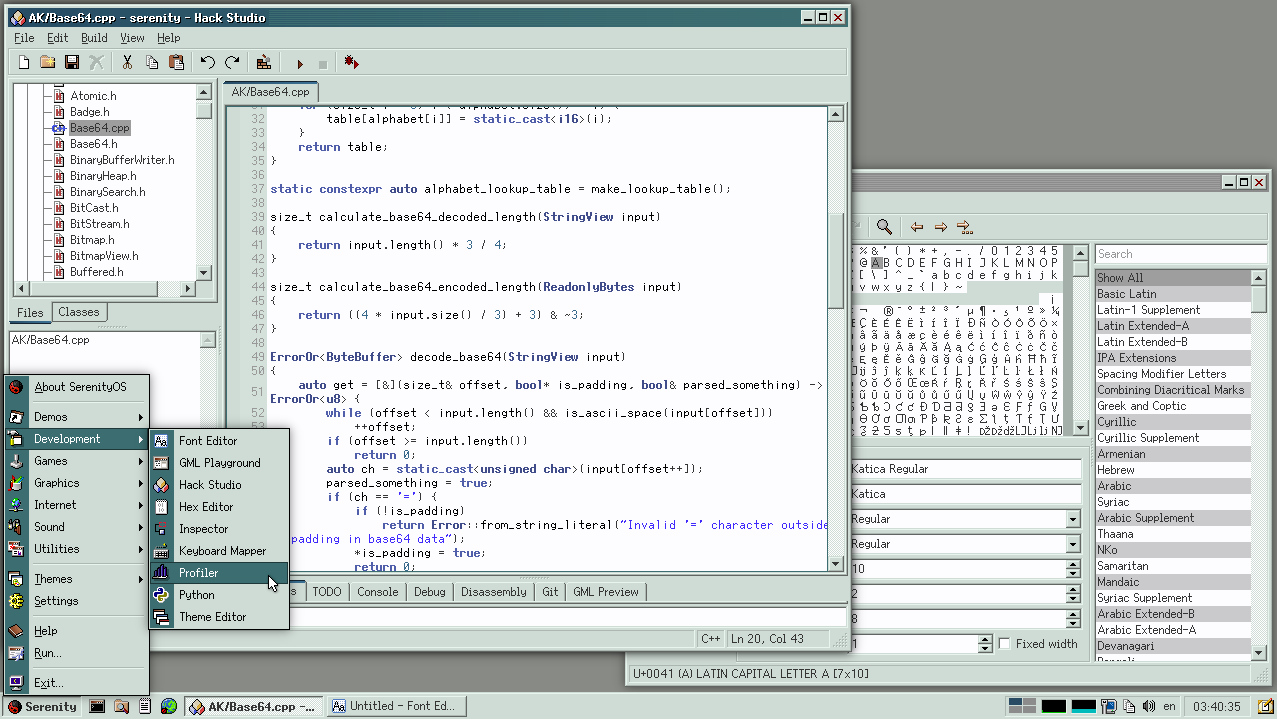 AK/Base64.cpp - serenity - Hack Studio
File Edit Build View Help
Atomic.h
Badge.h
Base64.cpp
Base64.h
BinaryBufferWriter.h
BinaryHeap.h
BinarySearch.h
BitCast.h
BitStream.h
Bitmap.h
BitmapView.h
Buffered.h
Files Classes
AK/Base64.cpp
AK/Base64.cpp
32 table[alphabet[i]] = static_cast<i16>(i);
33 }
34 return table;
35 }
36
37 static constexpr auto alphabet_lookup_table = make_lookup_table();
38
39 size_t calculate_base64_decoded_length(StringView input)
40 {
41 return input.length() * 3 / 4;
42 }
43
44 size_t calculate_base64_encoded_length(ReadonlyBytes input)
45 {
46 return ((4 * input.size() / 3) + 3) & ~3;
47 }
48
49 ErrorOr<ByteBuffer> decode_base64(StringView input)
50 {
51 auto get = [&](size_t& offset, bool* is_padding, bool& parsed_something) ->
ErrorOr<u8> {
52 while (offset < input.length() && is_ascii_space(input[offset]))
++offset;
if (offset >= input.length())
return 0;
auto ch = static_cast<unsigned char>(input[offset++]);
parsed_something = true;
if (ch == '=') {
if (!is_padding)
return Error::from_string_literal("Invalid '=' character outside
padding in base64 data");
*is_padding = true;
return 0;
TODO Console Debug Disassembly Git GML Preview
C++ Ln 20, Col 43
About SerenityOS
Demos
Development
Games
Graphics
Internet
Sound
Utilities
Themes
Settings
Help
Run...
Exit...
Font Editor
GML Playground
Hack Studio
Hex Editor
Inspector
Keyboard Mapper
Profiler
Python
Theme Editor
% & ' ( ) * + , - . / 0 1 2 3 4 5
@ A B C D E F G H I J K L M N O P
[ \ ] ^ _ ` a b c d e f g h i j k
v w x y z { | } ~
Search
Show All
Basic Latin
Latin-1 Supplement
Latin Extended-A
Latin Extended-B
IPA Extensions
Spacing Modifier Letters
Combining Diacritical Marks
Greek and Coptic
Cyrillic
Cyrillic Supplement
Armenian
Hebrew
Arabic
Syriac
Arabic Supplement
Thaana
NKo
Samaritan
Mandaic
Syriac Supplement
Arabic Extended-B
Arabic Extended-A
Devanagari
Katica Regular
Katica
Regular
Regular
10
2
8
1
Fixed width
U+0041 (A) LATIN CAPITAL LETTER A [7x10]
Serenity
AK/Base64.cpp -...
Untitled - Font Ed...
en
03:40:35